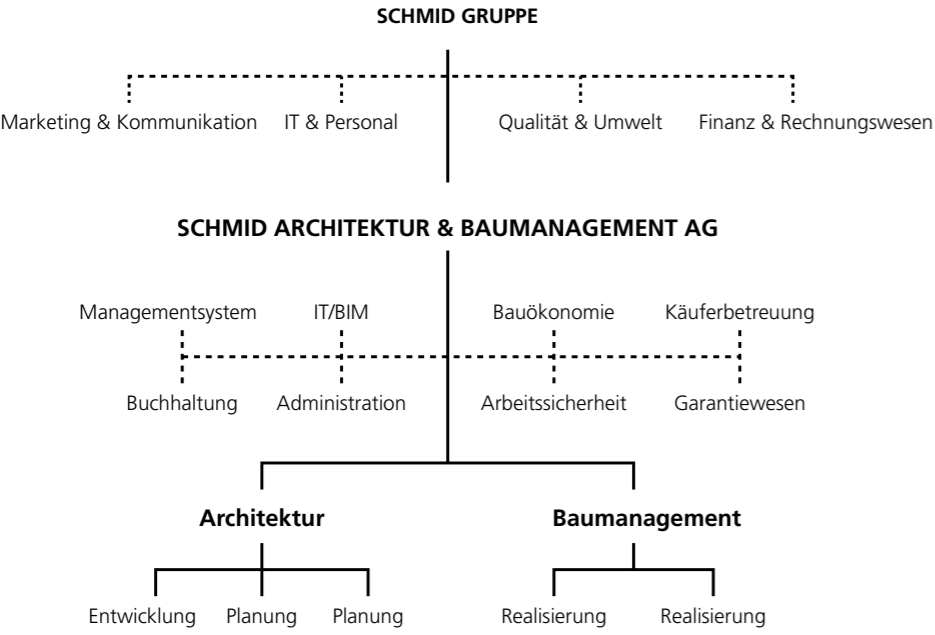 SCHMID GRUPPE
Marketing & Kommunikation IT & Personal Qualität & Umwelt Finanz & Rechnungswesen
SCHMID ARCHITEKTUR & BAUMANAGEMENT AG
Managementsystem IT/BIM Bauökonomie Käuferbetreuung
Buchhaltung Administration Arbeitssicherheit Garantiewesen
Architektur Baumanagement
Entwicklung Planung Planung Realisierung Realisierung